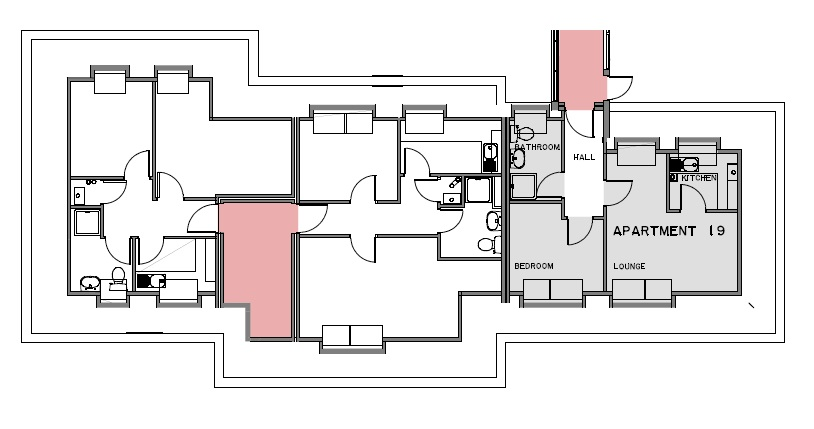 BATHROOM
HALL
KITCHEN
APARTMENT 19
BEDROOM
LOUNGE